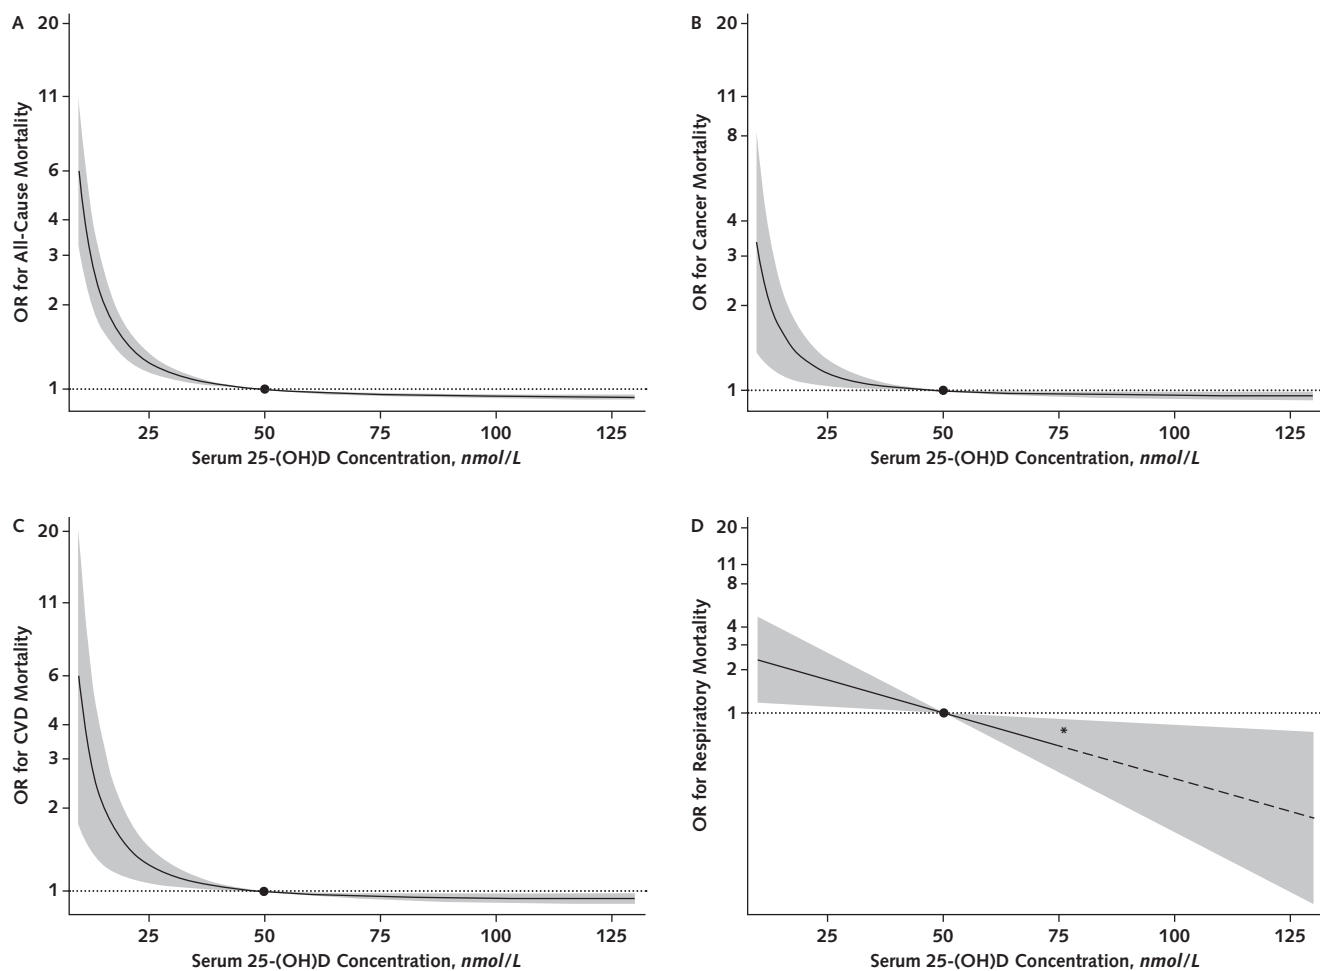 A
20
11
6
4
3
2
1
OR for All-Cause Mortality
25 50 75 100 125
Serum 25-(OH)D Concentration, nmol/L
B
20
11
8
4
3
2
1
OR for Cancer Mortality
25 50 75 100 125
Serum 25-(OH)D Concentration, nmol/L
C
20
11
6
4
3
2
1
OR for CVD Mortality
25 50 75 100 125
Serum 25-(OH)D Concentration, nmol/L
D
20
11
8
4
3
2
1
OR for Respiratory Mortality
*
25 50 75 100 125
Serum 25-(OH)D Concentration, nmol/L